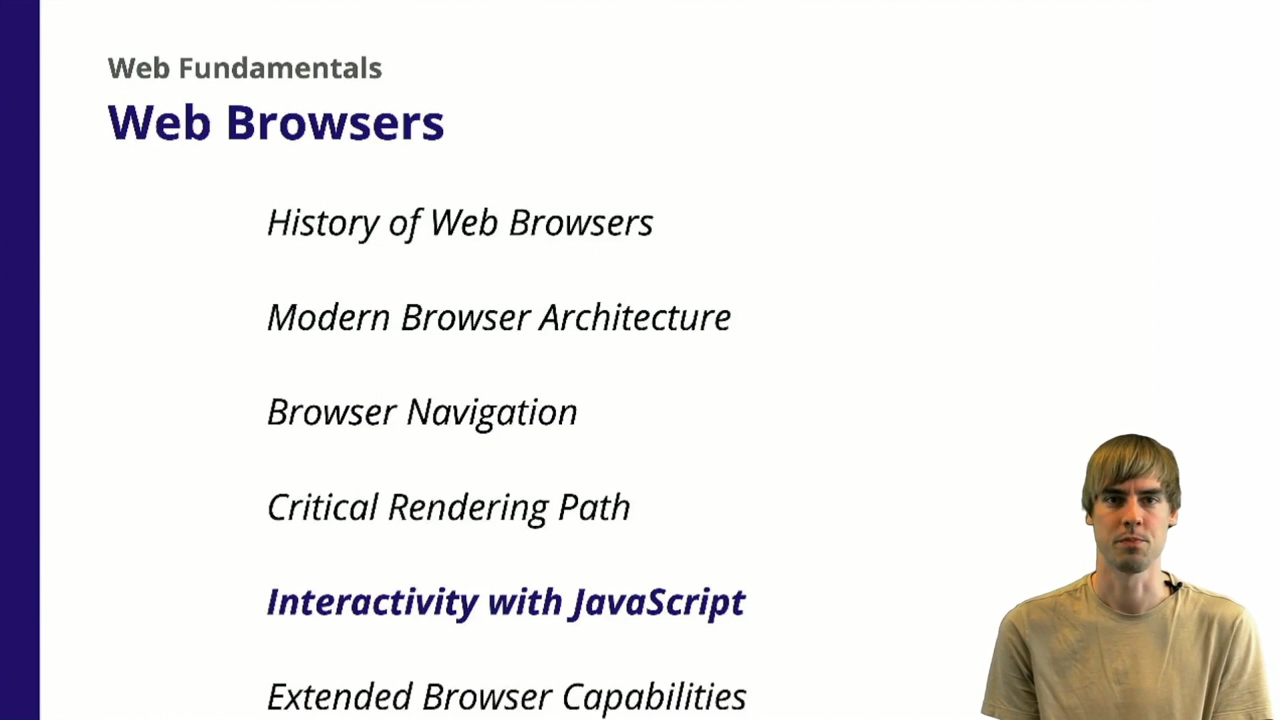 Web Fundamentals
Web Browsers
History of Web Browsers
Modern Browser Architecture
Browser Navigation
Critical Rendering Path
Interactivity with JavaScript
Extended Browser Capabilities